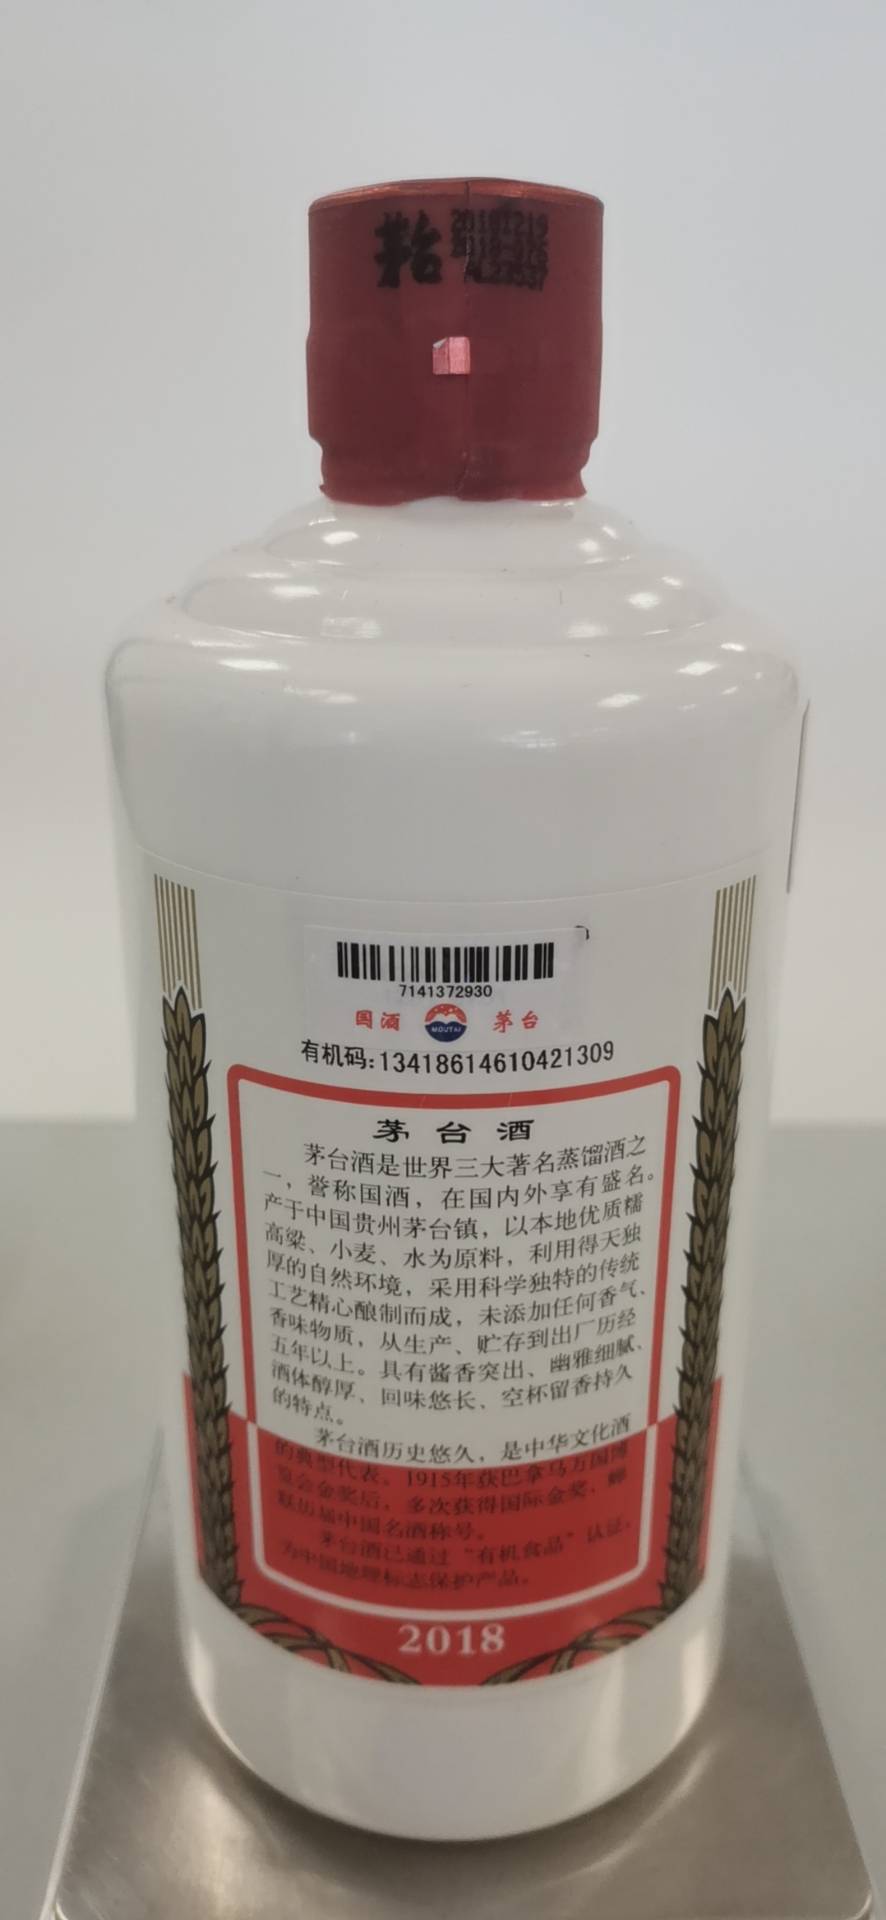 茅台 20181219
2018-076
7141372930
国酒 MOUTAI 茅台
有机码:13418614610421309
茅台酒
茅台酒是世界三大著名蒸馏酒之
一，誉称国酒，在国内外享有盛名。
产于中国贵州茅台镇，以本地优质糯
高粱、小麦、水为原料，利用得天独
厚的自然环境，采用科学独特的传统
工艺精心酿制而成，未添加任何香气、
香味物质，从生产、贮存到出厂历经
五年以上。具有酱香突出、幽雅细腻、
酒体醇厚、回味悠长、空杯留香持久
的特点。
茅台酒历史悠久，是中华文化酒
的典型代表。1915年获巴拿马万国博
览会金奖后，多次获得国际金奖，蝉
联历届中国名酒称号。
茅台酒已通过“有机食品”认证，
为中国地理标志保护产品。
2018